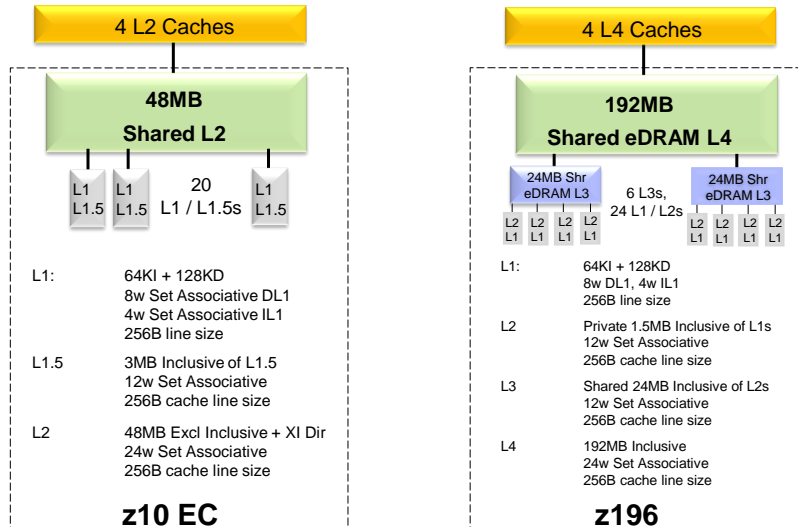 4 L2 Caches
48MB
Shared L2
L1
L1.5
L1
L1.5
20
L1 / L1.5s
L1
L1.5
L1: 64KI + 128KD
8w Set Associative DL1
4w Set Associative IL1
256B line size
L1.5 3MB Inclusive of L1.5
12w Set Associative
256B cache line size
L2 48MB Excl Inclusive + XI Dir
24w Set Associative
256B cache line size
z10 EC
4 L4 Caches
192MB
Shared eDRAM L4
24MB Shr
eDRAM L3
L2
L1
L2
L1
L2
L1
L2
L1
6 L3s,
24 L1 / L2s
24MB Shr
eDRAM L3
L2
L1
L2
L1
L2
L1
L2
L1
L1: 64KI + 128KD
8w DL1, 4w IL1
256B line size
L2 Private 1.5MB Inclusive of L1s
12w Set Associative
256B cache line size
L3 Shared 24MB Inclusive of L2s
12w Set Associative
256B cache line size
L4 192MB Inclusive
24w Set Associative
256B cache line size
z196